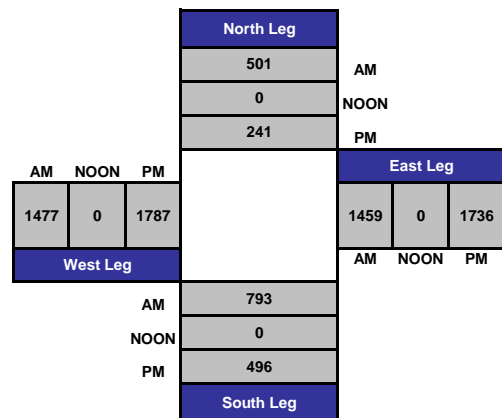 North Leg
501
AM
0
NOON
241
PM
AM NOON PM
East Leg
1477 0 1787
1459 0 1736
West Leg
AM NOON PM
AM
793
NOON
0
PM
496
South Leg